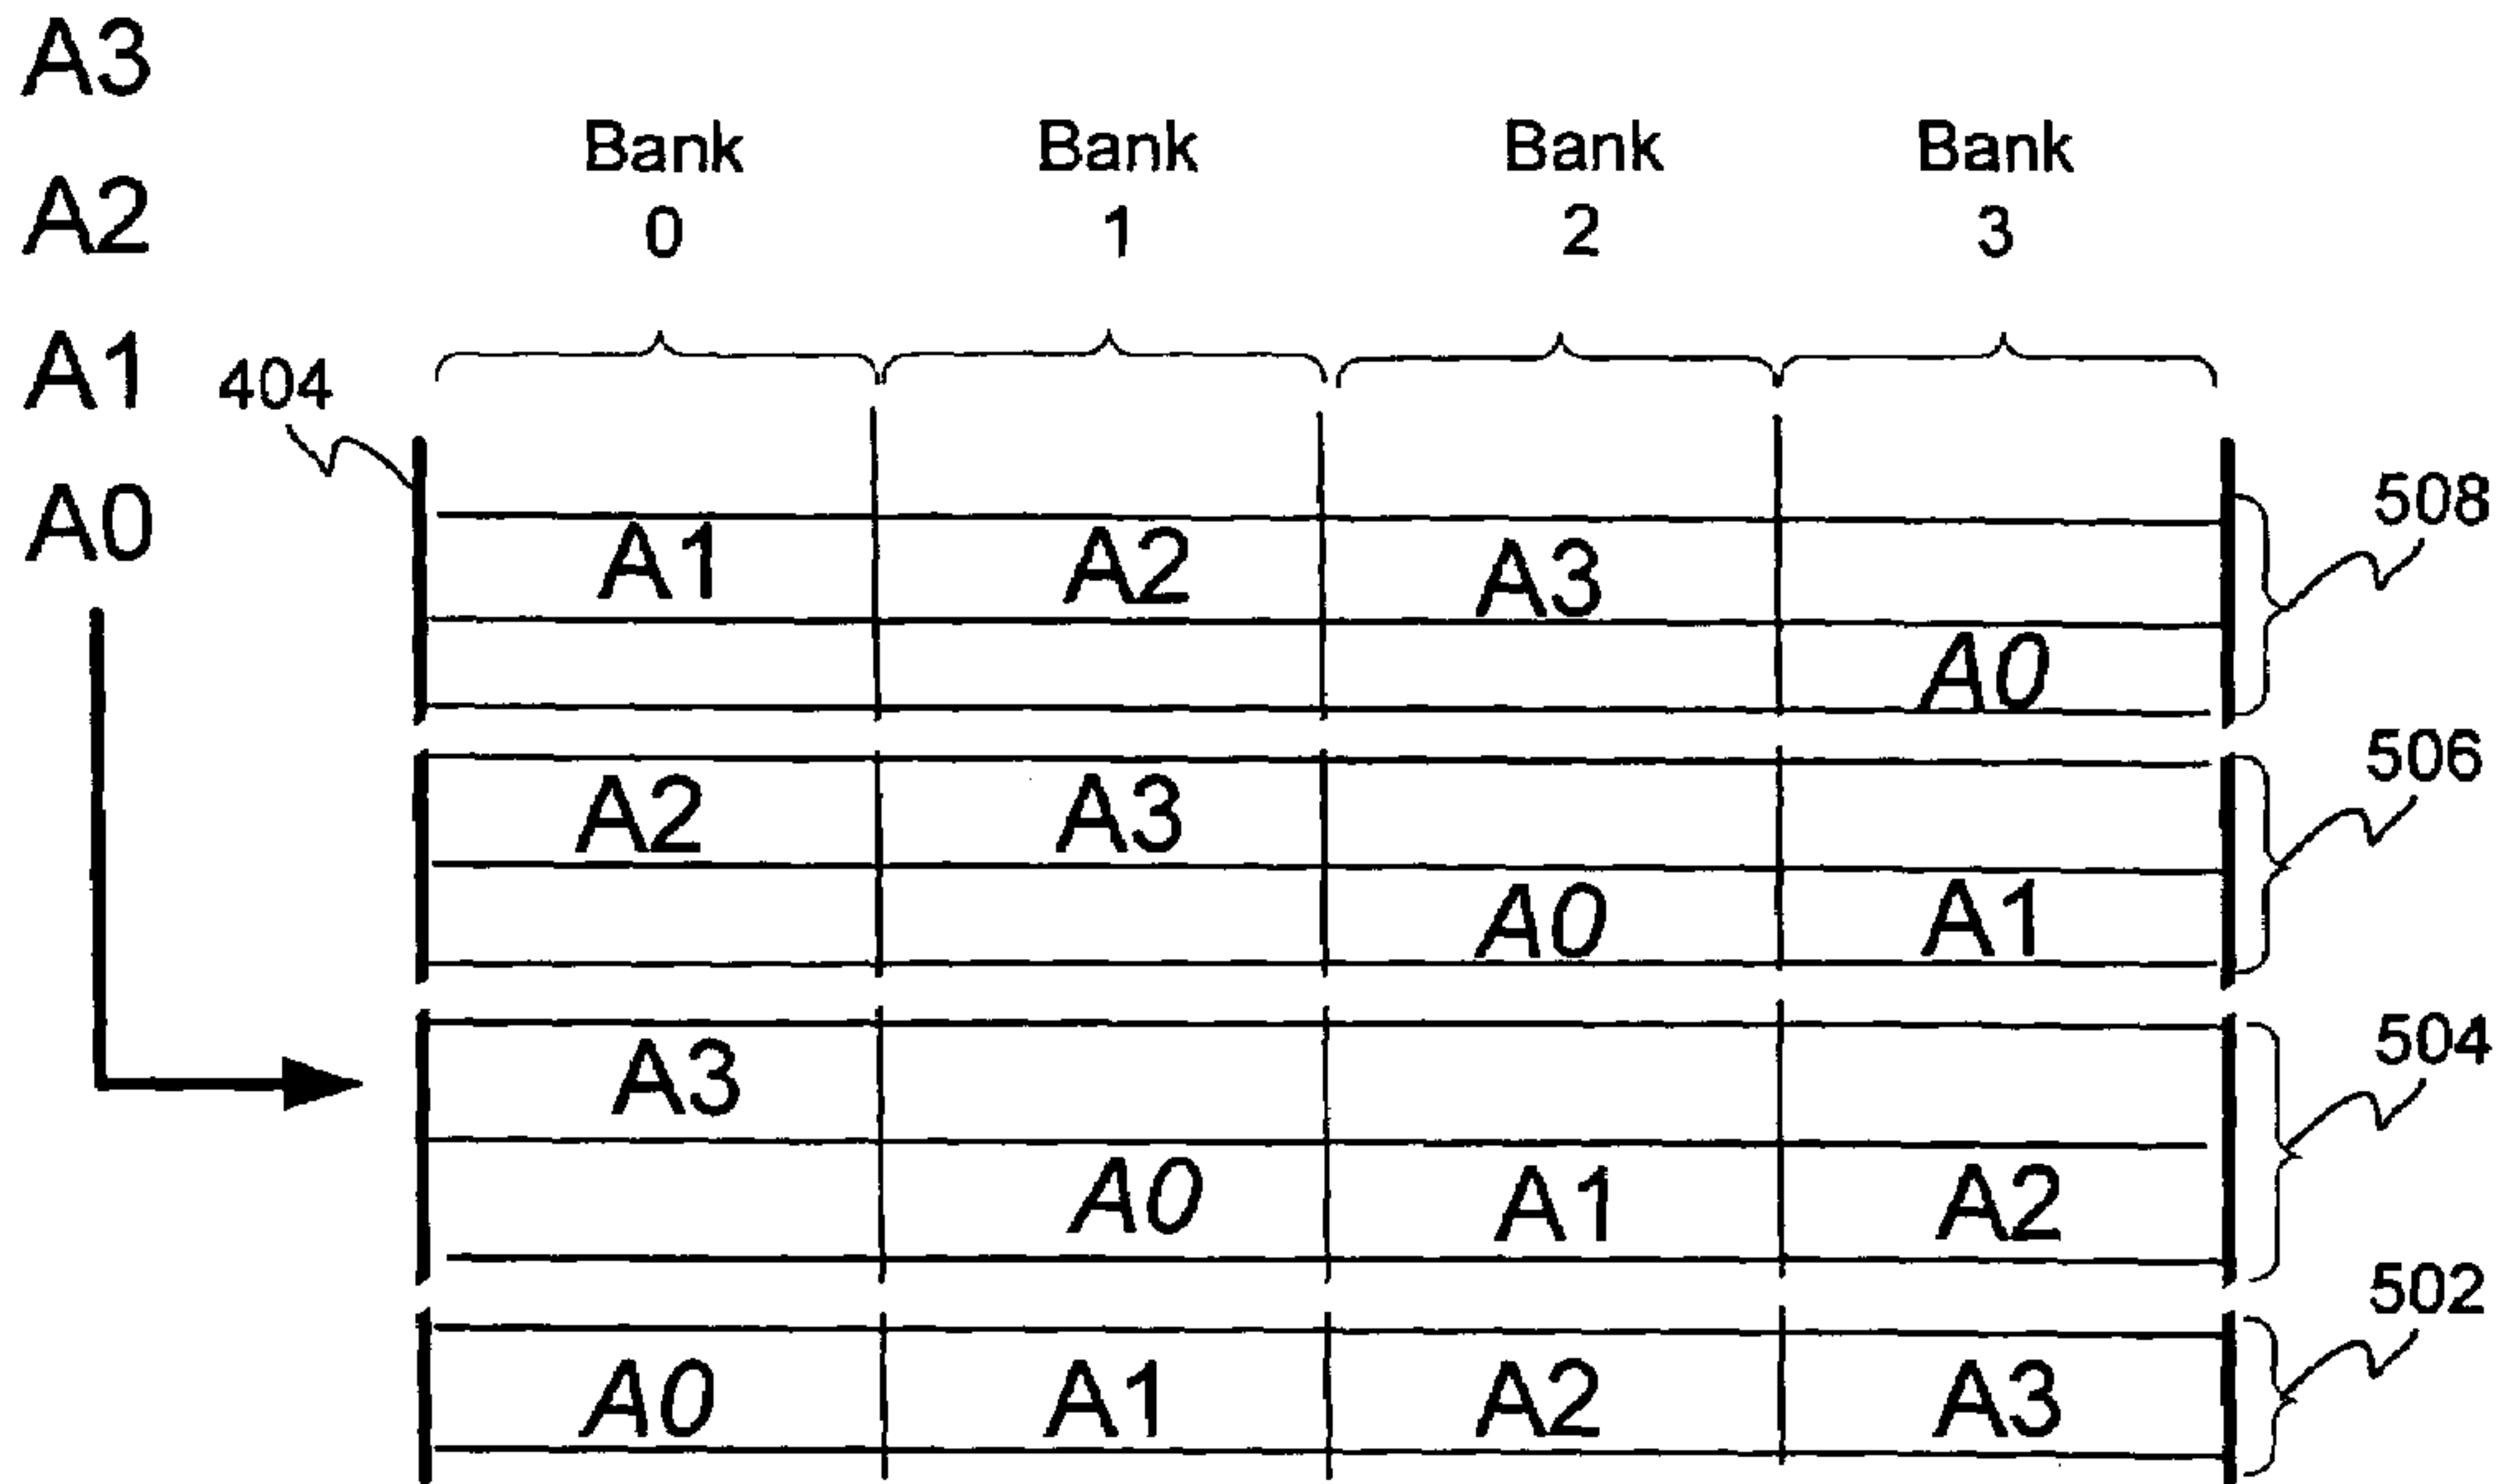 A3
Bank Bank Bank Bank
A2 0 1 2 3
A1 404
A0 508
A1 A2 A3
A0
506
A2 A3
A0 A1
504
A3
A0 A1 A2
502
A0 A1 A2 A3